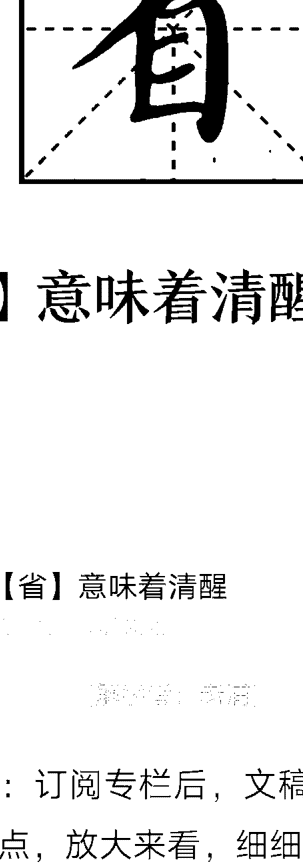 省
】意味着清醒
【省】意味着清醒
：订阅专栏后，文稿
点，放大来看，细细